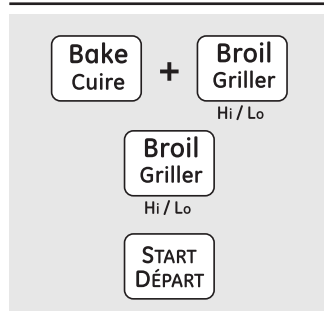 Bake + Broil
Cuire Griller
Hi / Lo
Broil
Griller
Hi / Lo
START
DÉPART